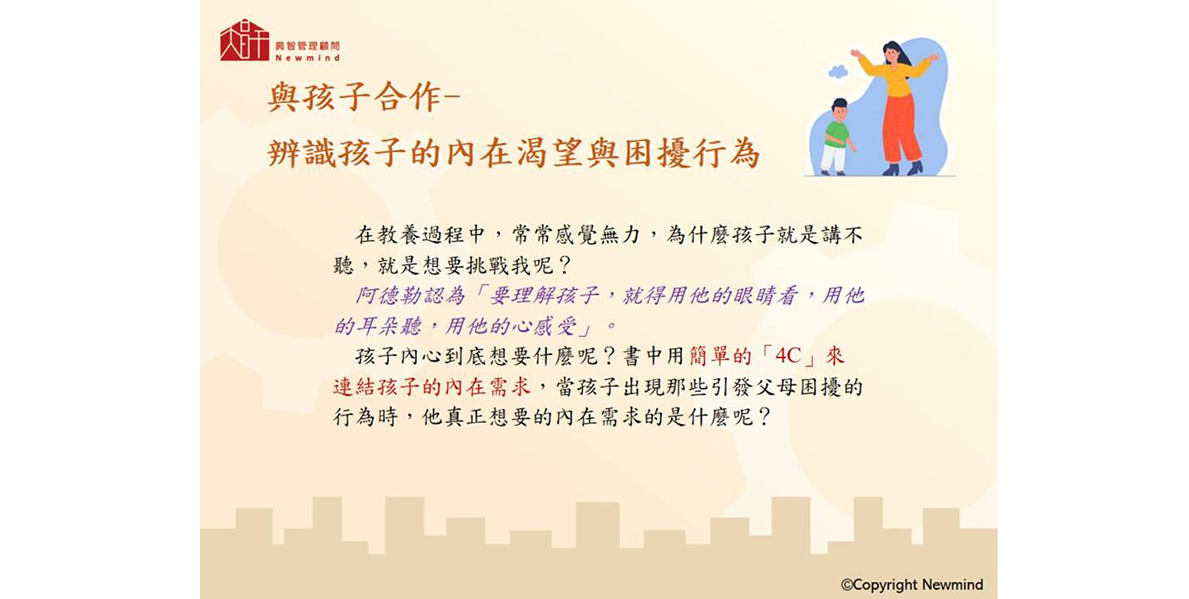 興智管理顧問
Newmind
與孩子合作-
辨識孩子的內在渴望與困擾行為
在教養過程中，常常感覺無力，為什麼孩子就是講不
聽，就是想要挑戰我呢？
阿德勒認為「要理解孩子，就得用他的眼睛看，用他
的耳朵聽，用他的心感受」。
孩子內心到底想要什麼呢？書中用簡單的「4C」來
連結孩子的內在需求，當孩子出現那些引發父母困擾的
行為時，他真正想要的內在需求的是什麼呢？
©Copyright Newmind